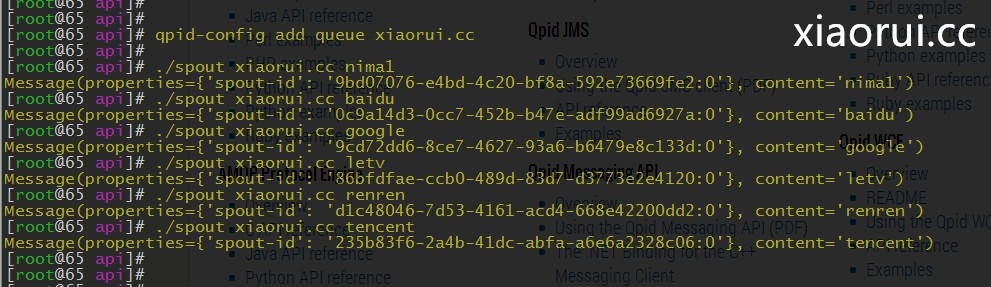 [root@65 api]#
[root@65 api]#
[root@65 api]# qpid-config add queue xiaorui.cc
[root@65 api]#
[root@65 api]# ./spout xiaorui.cc nimal
Message(properties={'spout-id': '9bd07076-e4bd-4c20-bf8a-592e73669fe2:0'}, content='nimal')
[root@65 api]# ./spout xiaorui.cc baidu
Message(properties={'spout-id': '0c9a14d3-0cc7-452b-b47e-adf99ad6927a:0'}, content='baidu')
[root@65 api]# ./spout xiaorui.cc google
Message(properties={'spout-id': '9cd72dd6-8ce7-4627-93a6-b6479e8c133d:0'}, content='google')
[root@65 api]# ./spout xiaorui.cc letv
Message(properties={'spout-id': '86bfdfae-ccb0-489d-83d7-d3773e2e4120:0'}, content='letv')
[root@65 api]# ./spout xiaorui.cc renren
Message(properties={'spout-id': 'd1c48046-7d53-4161-acd4-668e42200dd2:0'}, content='renren')
[root@65 api]# ./spout xiaorui.cc tencent
Message(properties={'spout-id': '235b83f6-2a4b-41dc-abfa-a6e6a2328c06:0'}, content='tencent')
[root@65 api]#
[root@65 api]#
xiaorui.cc
Java API reference
Java API reference
Python API reference
Qpid JMS
Overview
API reference
Examples
Qpid Messaging API
Overview
Using the Qpid Messaging API (PDF)
The .NET Binding for the C++
Messaging Client
Perl examples
Python examples
Ruby examples
Qpid WCF
Overview
README
Using the Qpid WC
Examples